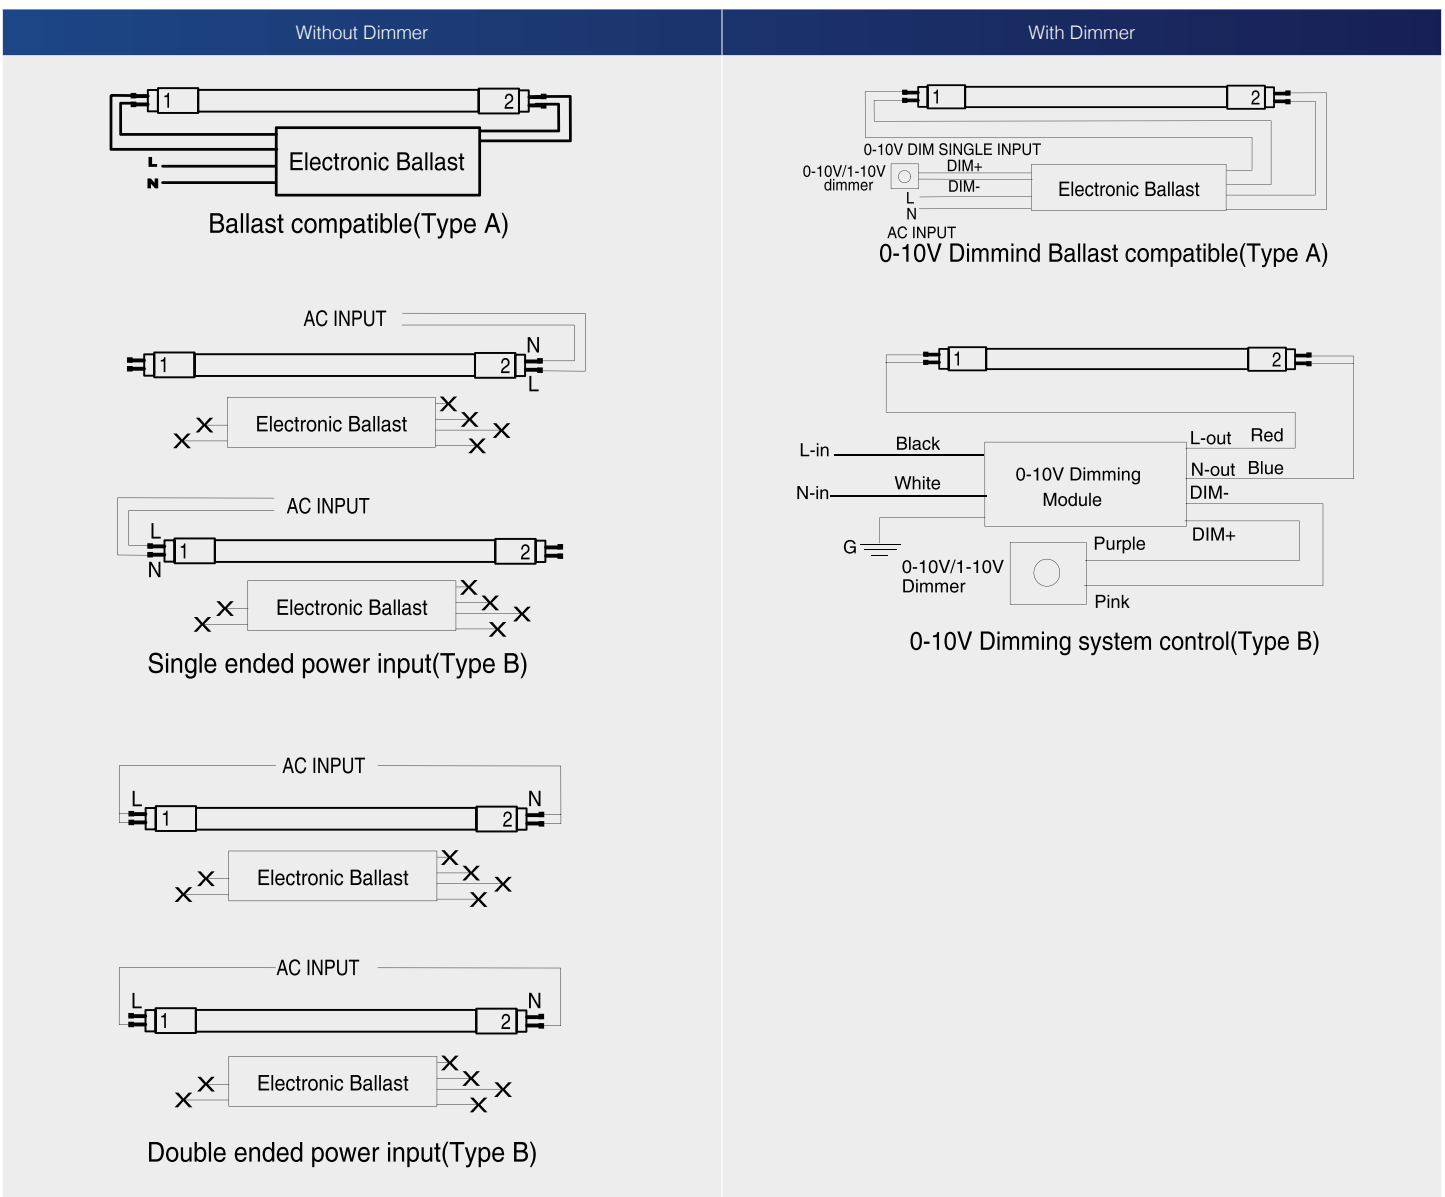 Without Dimmer
1
2
Electronic Ballast
L
N
Ballast compatible(Type A)
AC INPUT
N
1
2
L
Electronic Ballast
AC INPUT
L
1
2
N
Electronic Ballast
Single ended power input(Type B)
AC INPUT
L
N
1
2
Electronic Ballast
AC INPUT
L
N
1
2
Electronic Ballast
Double ended power input(Type B)
With Dimmer
1
2
0-10V DIM SINGLE INPUT
0-10V/1-10V
dimmer
DIM+
DIM-
Electronic Ballast
L
N
AC INPUT
0-10V Dimmind Ballast compatible(Type A)
1
2
L-in
Black
L-out
Red
0-10V Dimming
Module
N-out
Blue
N-in
White
DIM-
DIM+
G
Purple
0-10V/1-10V
Dimmer
Pink
0-10V Dimming system control(Type B)